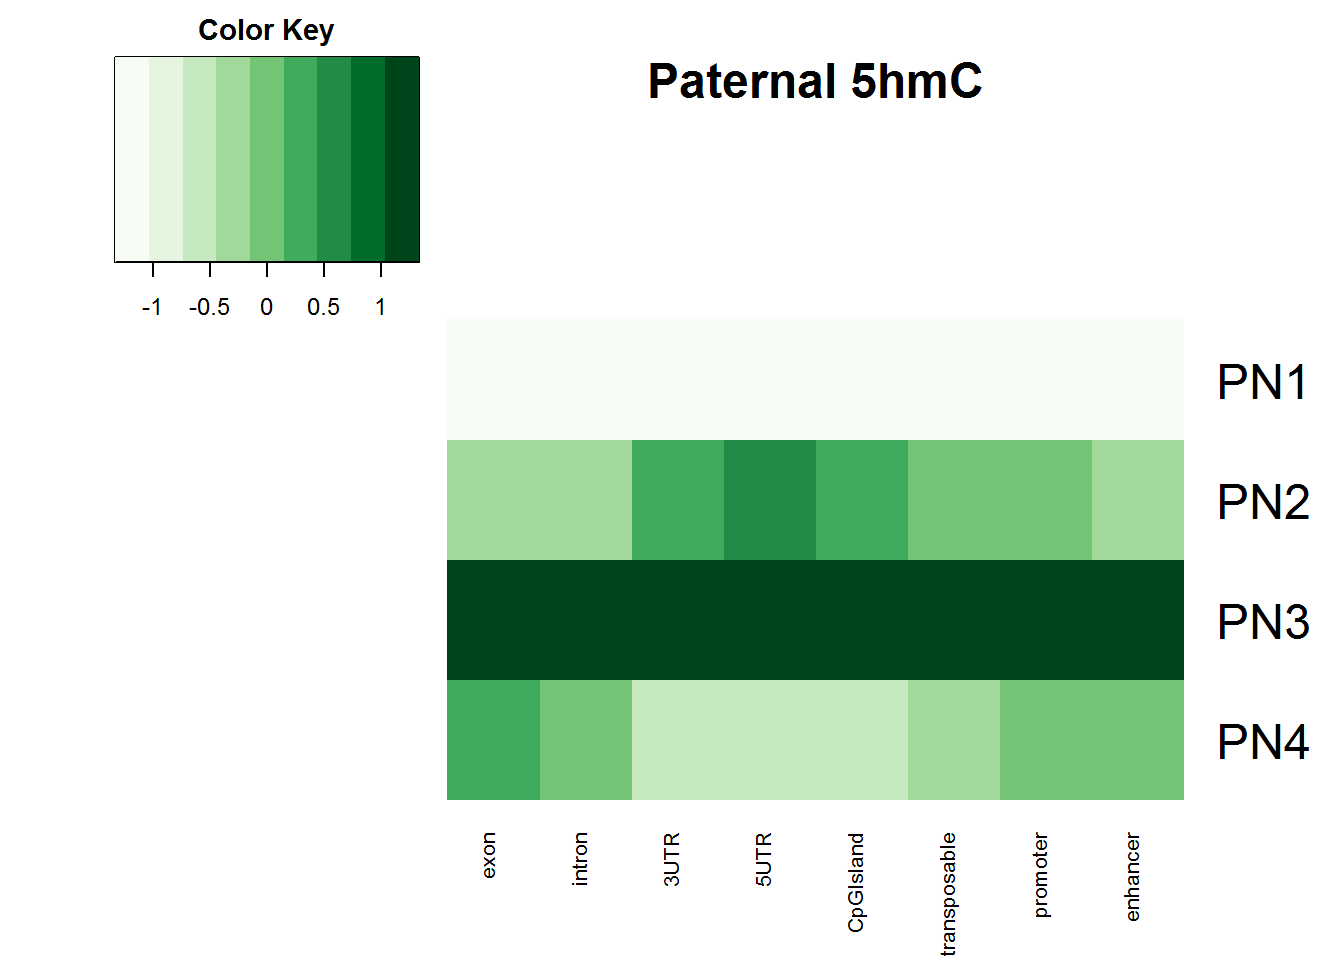 Color Key
Paternal 5hmC
-1 -0.5 0 0.5 1
PN1
PN2
PN3
PN4
exon
intron
3UTR
5UTR
CpGIsland
transposable
promoter
enhancer